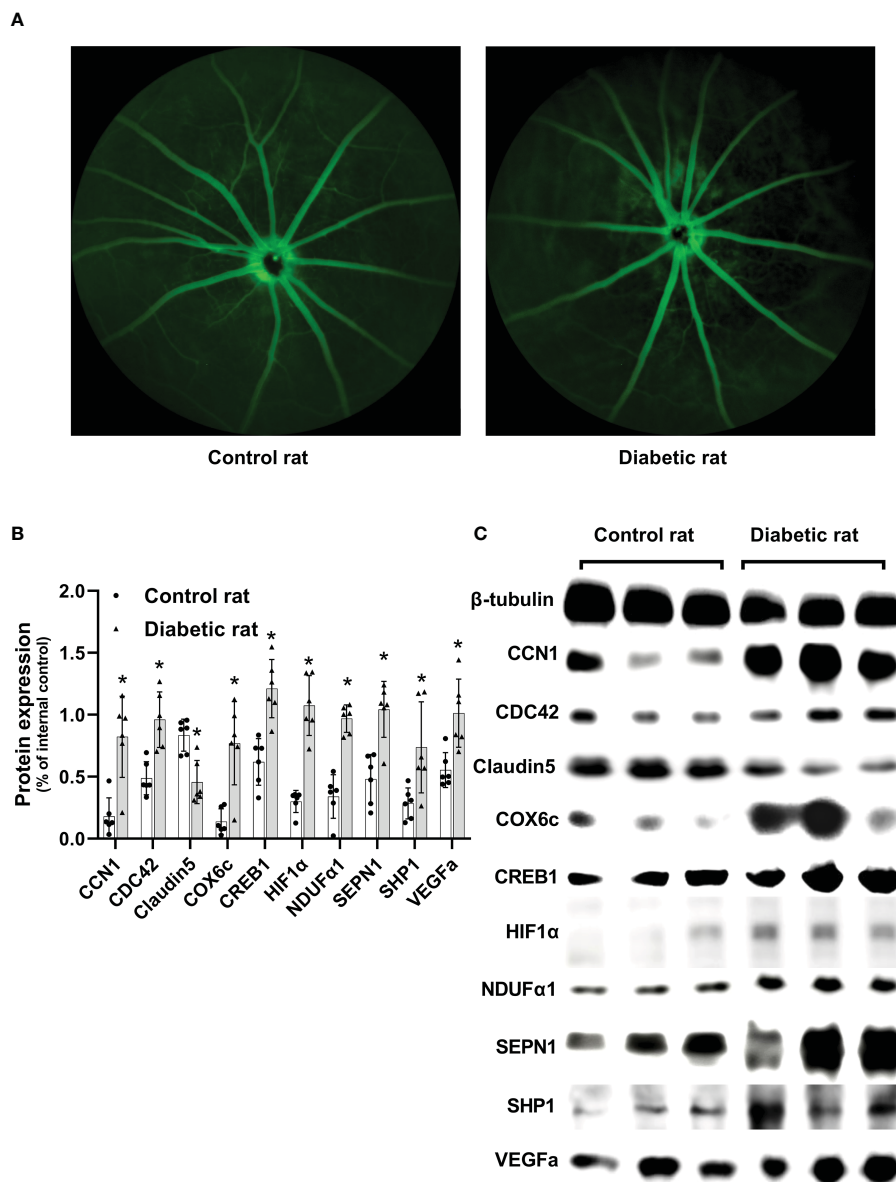 A
Control rat
Diabetic rat
B
Protein expression
(% of internal control)
2.0
1.5
1.0
0.5
0.0
Control rat
Diabetic rat
*
*
*
*
*
*
*
*
*
*
CCN1
CDC42
Claudin5
COX6c
CREB1
HIF1α
NDUFα1
SEPN1
SHP1
VEGFa
C
Control rat
Diabetic rat
β-tubulin
CCN1
CDC42
Claudin5
COX6c
CREB1
HIF1α
NDUFα1
SEPN1
SHP1
VEGFa